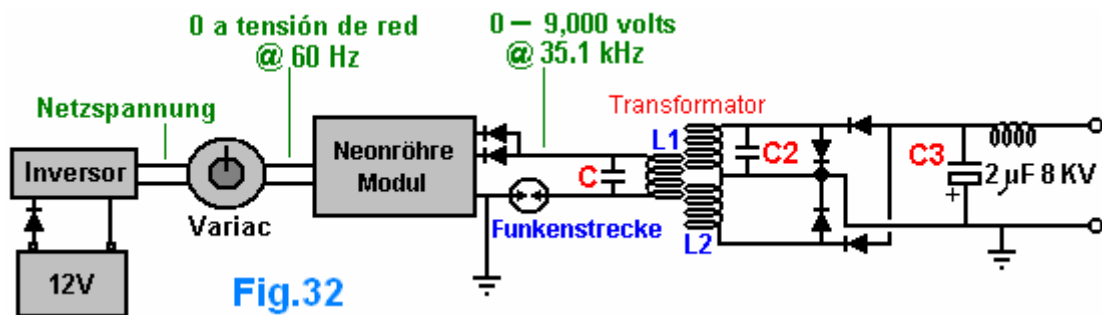 0 a tensión de red
@ 60 Hz
0 – 9,000 volts
@ 35.1 kHz
Netzspannung
Transformator
Inversor
Variac
Neonröhre
Modul
C
L1
L2
C2
C3
2 µF 8 KV
+
Funkenstrecke
12V
Fig.32